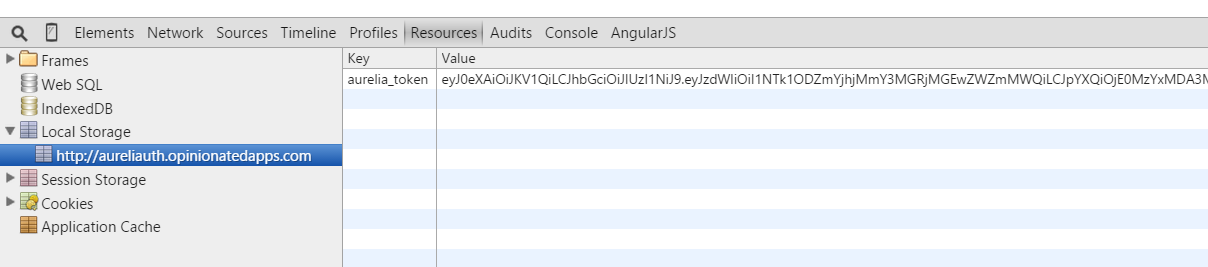 Elements Network Sources Timeline Profiles Resources Audits Console AngularJS
Frames
Web SQL
IndexedDB
Local Storage
http://aureliauth.opinionatedapps.com
Session Storage
Cookies
Application Cache
Key Value
aurelia_token eyJ0eXAiOiJKV1QiLCJhbGciOiJIUzI1NiJ9.eyJzdWIiOiI1NTk1ODZmYjhjMmY3MGRjMGEwZWZmMWQiLCJpYXQiOjE0MzYxMDA3M